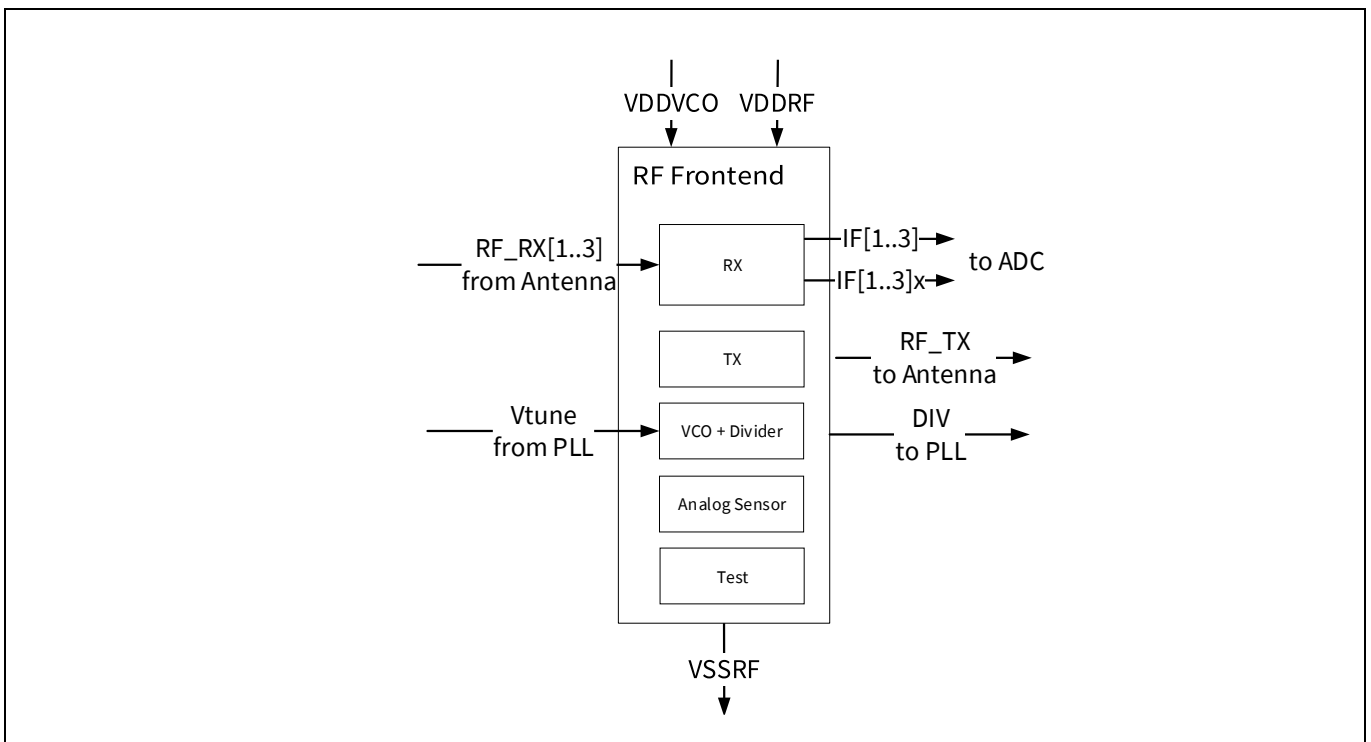 VDDVCO VDDRF
RF Frontend
RF_RX[1..3]
from Antenna
RX
IF[1..3]
IF[1..3]x
to ADC
TX
RF_TX
to Antenna
Vtune
from PLL
VCO + Divider
DIV
to PLL
Analog Sensor
Test
VSSRF